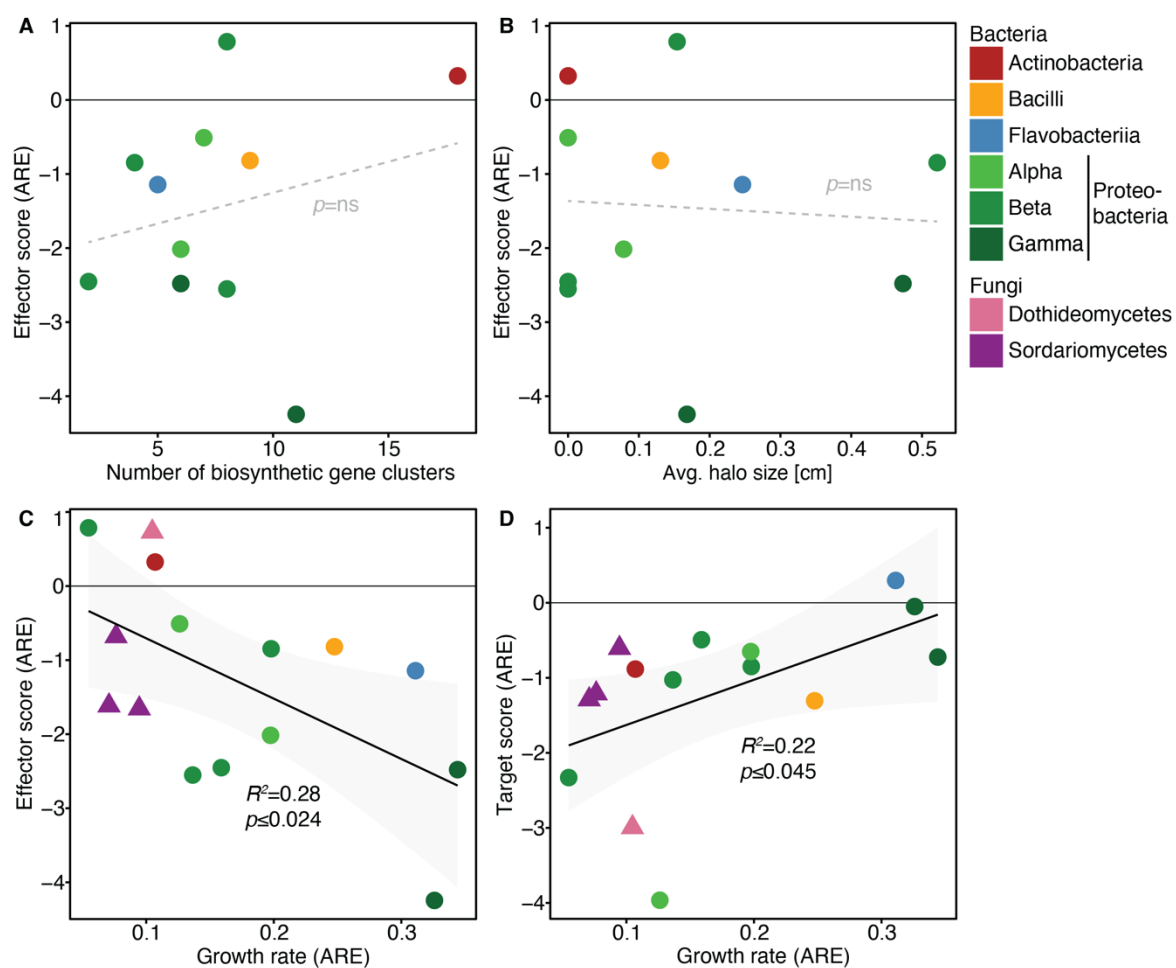 A
1
0
−1
−2
−3
−4
Effector score (ARE)
p=ns
5
10
15
Number of biosynthetic gene clusters
B
1
0
−1
−2
−3
−4
Effector score (ARE)
p=ns
0.0
0.1
0.2
0.3
0.4
0.5
Avg. halo size [cm]
Bacteria
Actinobacteria
Bacilli
Flavobacteriia
Alpha
Beta
Gamma
Proteo-
bacteria
Fungi
Dothideomycetes
Sordariomycetes
C
1
0
−1
−2
−3
−4
Effector score (ARE)
R²=0.28
p≤0.024
0.1
0.2
0.3
Growth rate (ARE)
D
1
0
−1
−2
−3
−4
Target score (ARE)
R²=0.22
p≤0.045
0.1
0.2
0.3
Growth rate (ARE)